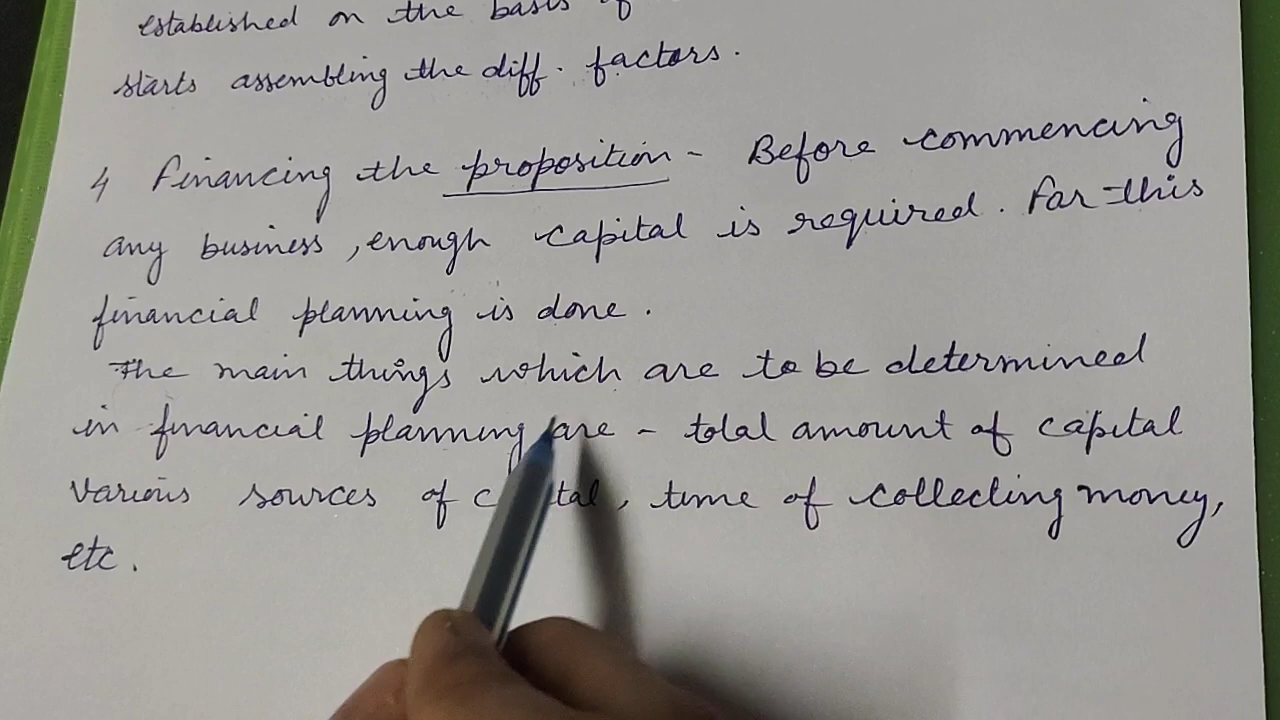 established on the basis of
starts assembling the diff. factors.
4 Financing the proposition - Before commencing
any business, enough capital is required. For this
financial planning is done.
The main things which are to be determined
in financial planning are - total amount of capital
various sources of capital, time of collecting money,
etc.